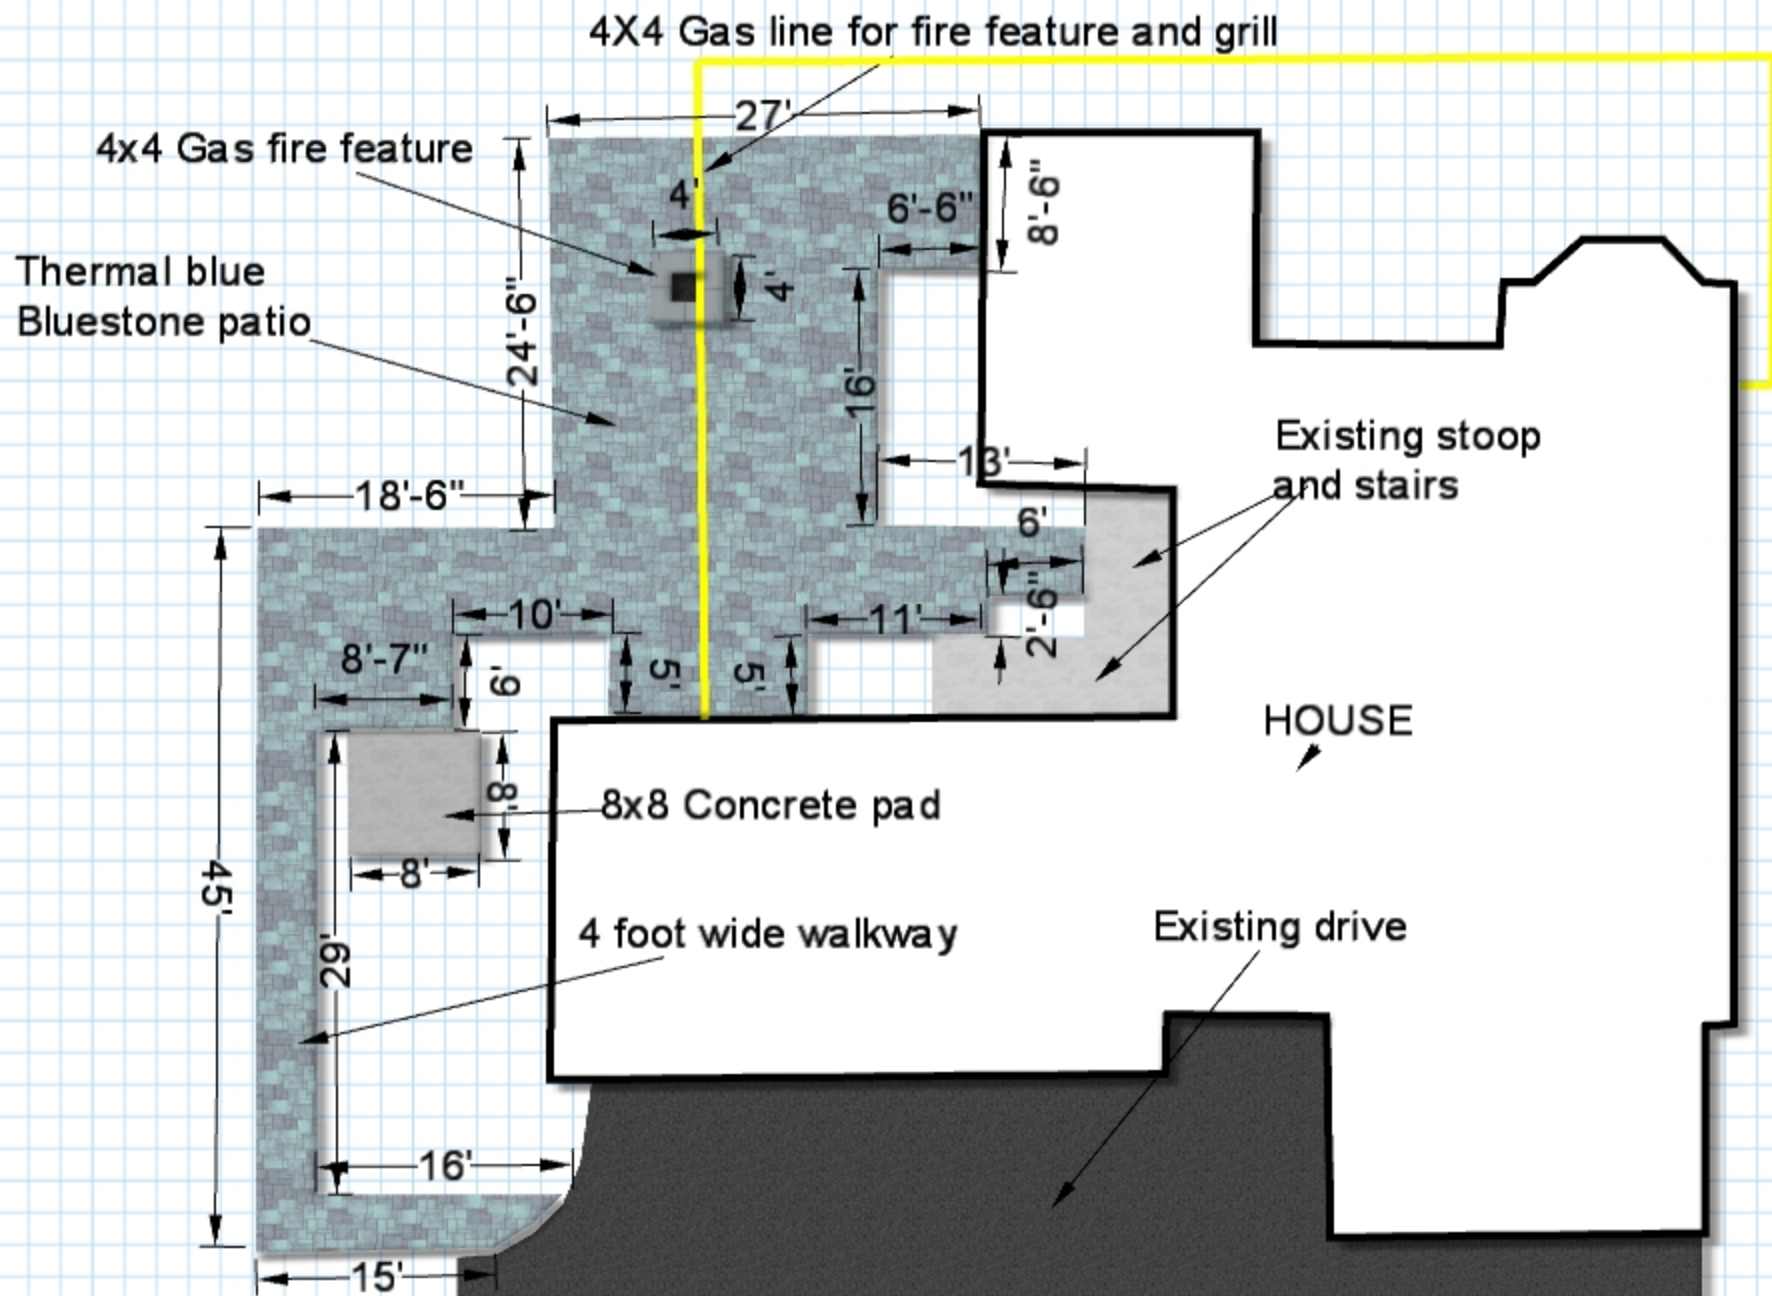 4X4 Gas line for fire feature and grill
27'
4x4 Gas fire feature
4'
6'-6"
8'-6"
Thermal blue
Bluestone patio
4'
24'-6"
16'
Existing stoop
and stairs
13'
18'-6"
6'
2'-6"
10'
11'
8'-7"
9'
5'
5'
HOUSE
8'
8x8 Concrete pad
8'
45'
4 foot wide walkway
Existing drive
29'
16'
15'